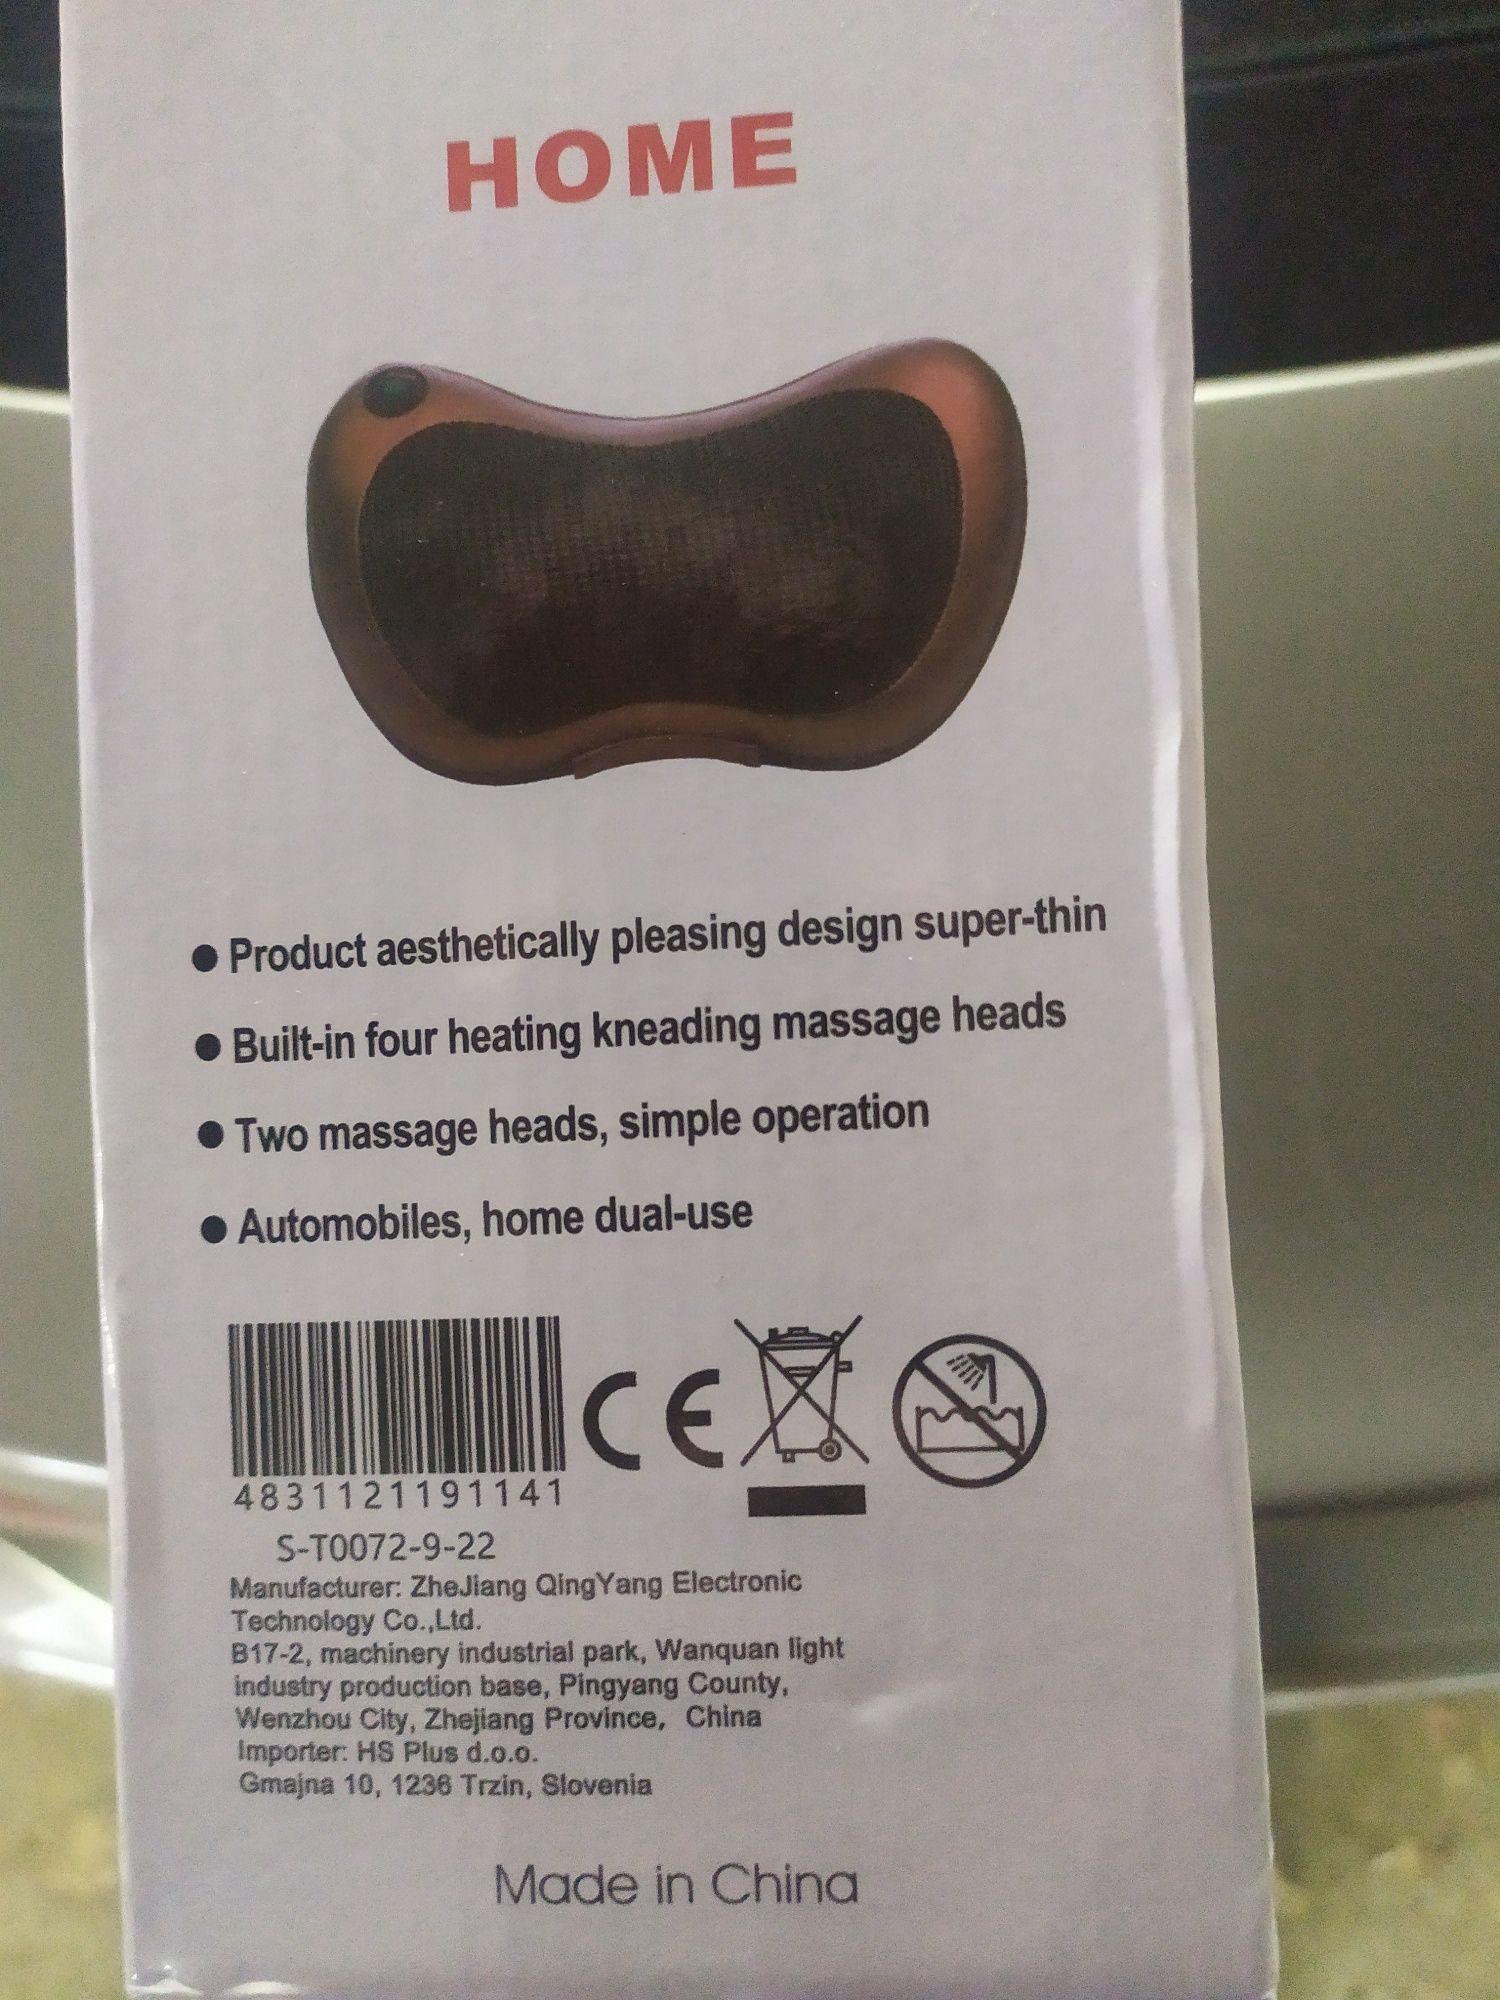 HOME
● Product aesthetically pleasing design super-thin
● Built-in four heating kneading massage heads
● Two massage heads, simple operation
● Automobiles, home dual-use
CE
4831121191141
S-T0072-9-22
Manufacturer: ZheJiang QingYang Electronic
Technology Co.,Ltd.
B17-2, machinery industrial park, Wanquan light
industry production base, Pingyang County,
Wenzhou City, Zhejiang Province, China
Importer: HS Plus d.o.o.
Gmajna 10, 1236 Trzin, Slovenia
Made in China